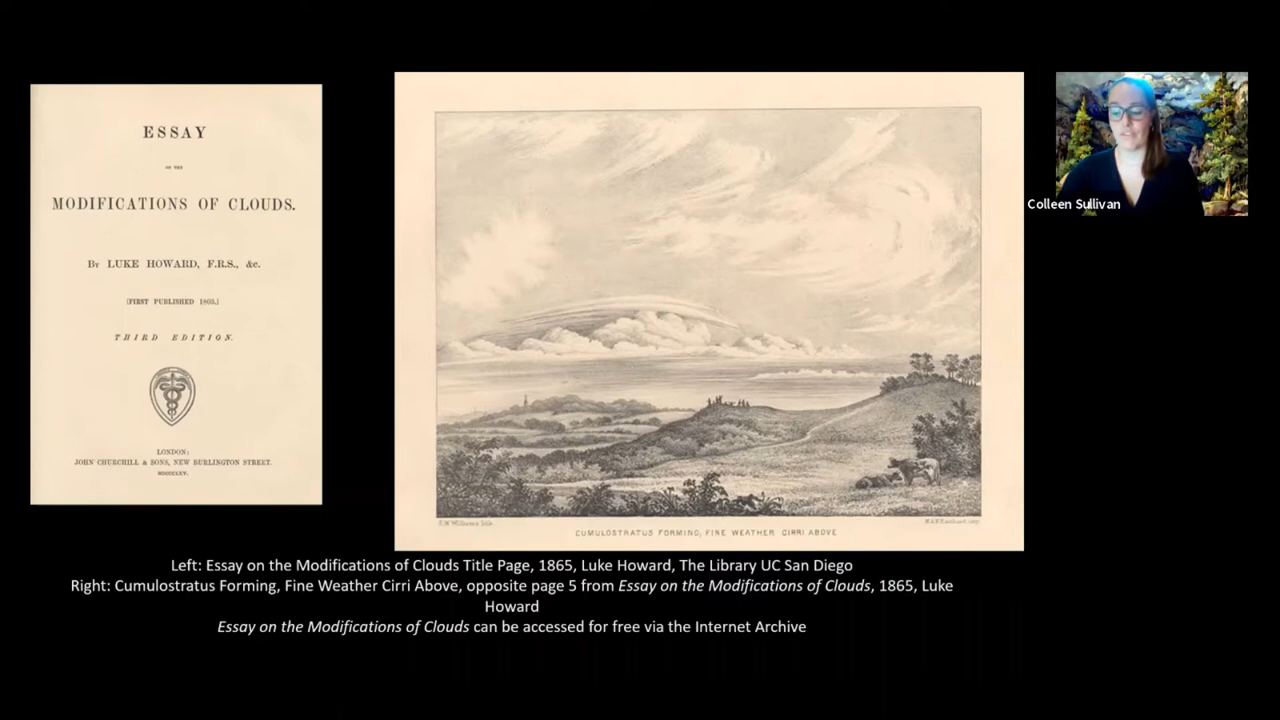 ESSAY
ON THE
MODIFICATIONS OF CLOUDS.
By LUKE HOWARD, F.R.S., &c.
[FIRST PUBLISHED 1803.]
THIRD EDITION.
LONDON:
JOHN CHURCHILL & SONS, NEW BURLINGTON STREET.
MDCCCLXV.
CUMULOSTRATUS FORMING, FINE WEATHER CIRRI ABOVE
Colleen Sullivan
Left: Essay on the Modifications of Clouds Title Page, 1865, Luke Howard, The Library UC San Diego
Right: Cumulostratus Forming, Fine Weather Cirri Above, opposite page 5 from Essay on the Modifications of Clouds, 1865, Luke
Howard
Essay on the Modifications of Clouds can be accessed for free via the Internet Archive